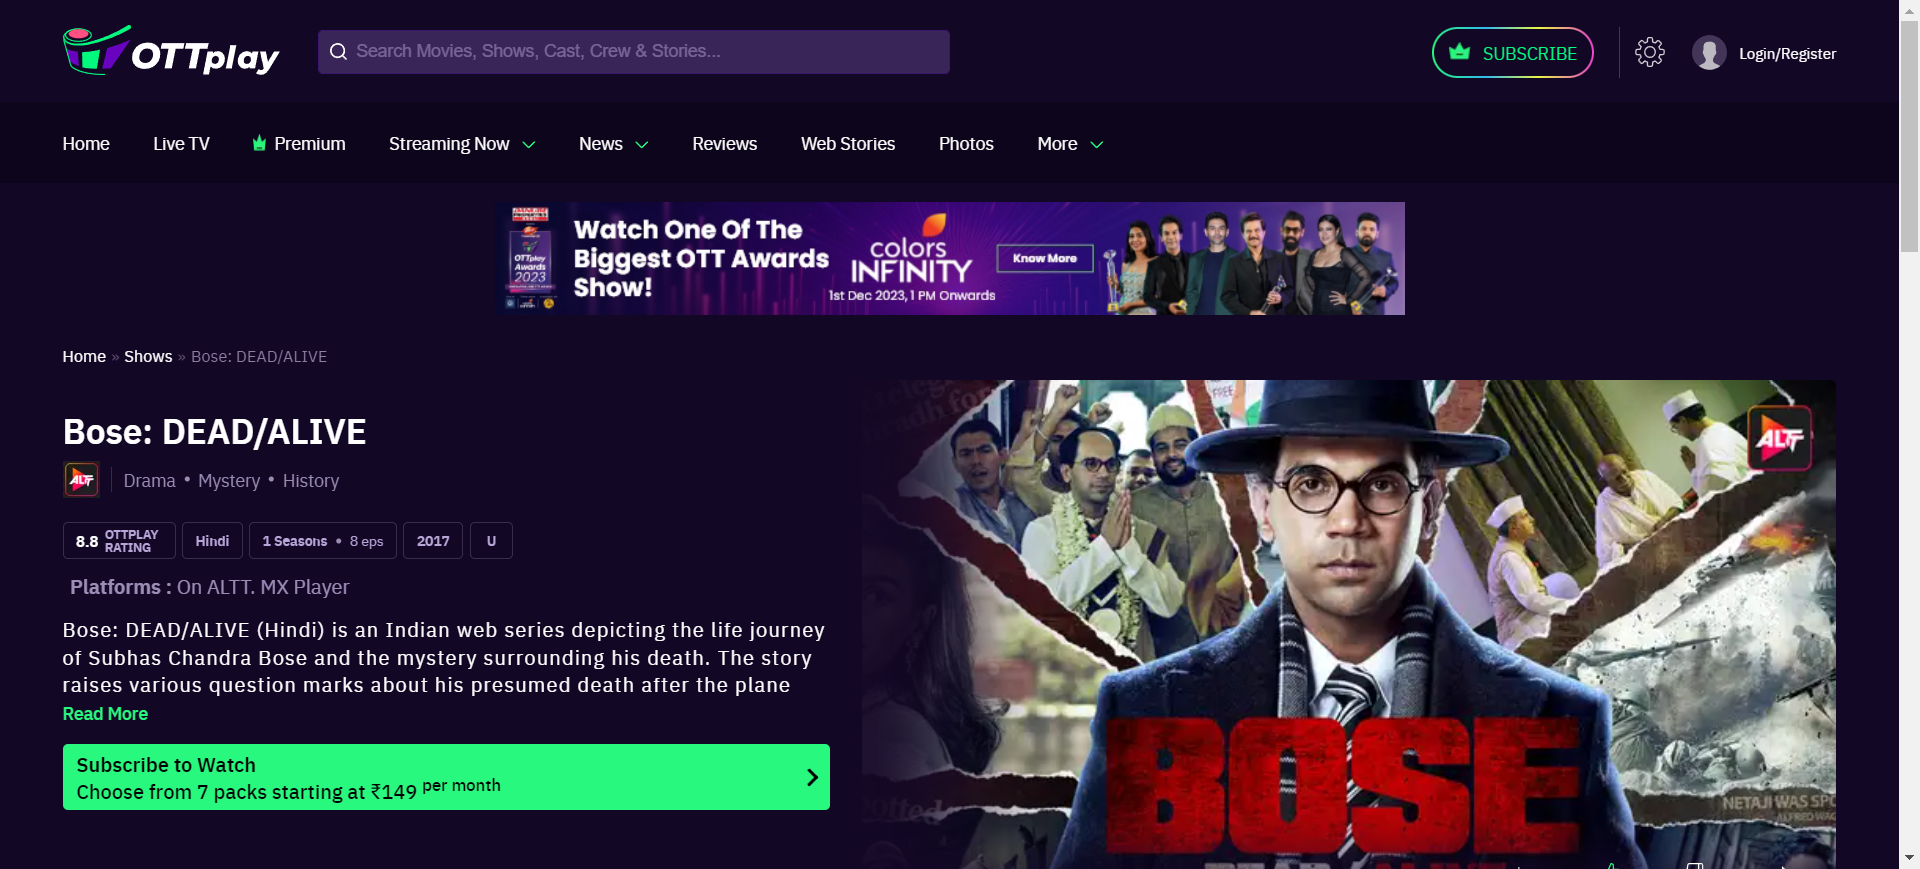 OTTplay
Search Movies, Shows, Cast, Crew & Stories...
SUBSCRIBE
Login/Register
Home
Live TV
Premium
Streaming Now
News
Reviews
Web Stories
Photos
More
OTTplay
Awards
2023
Watch One Of The
Biggest OTT Awards
Show!
colors
INFINITY
1st Dec 2023, 1 PM Onwards
Know More
Home » Shows » Bose: DEAD/ALIVE
Bose: DEAD/ALIVE
ALTT
Drama • Mystery • History
8.8 OTTPLAY
RATING
Hindi
1 Seasons • 8 eps
2017
U
Platforms : On ALTT. MX Player
Bose: DEAD/ALIVE (Hindi) is an Indian web series depicting the life journey
of Subhas Chandra Bose and the mystery surrounding his death. The story
raises various question marks about his presumed death after the plane
Read More
Subscribe to Watch
Choose from 7 packs starting at ₹149 per month
FREE
ALTT
BOSE
NETAJI WAS SPO